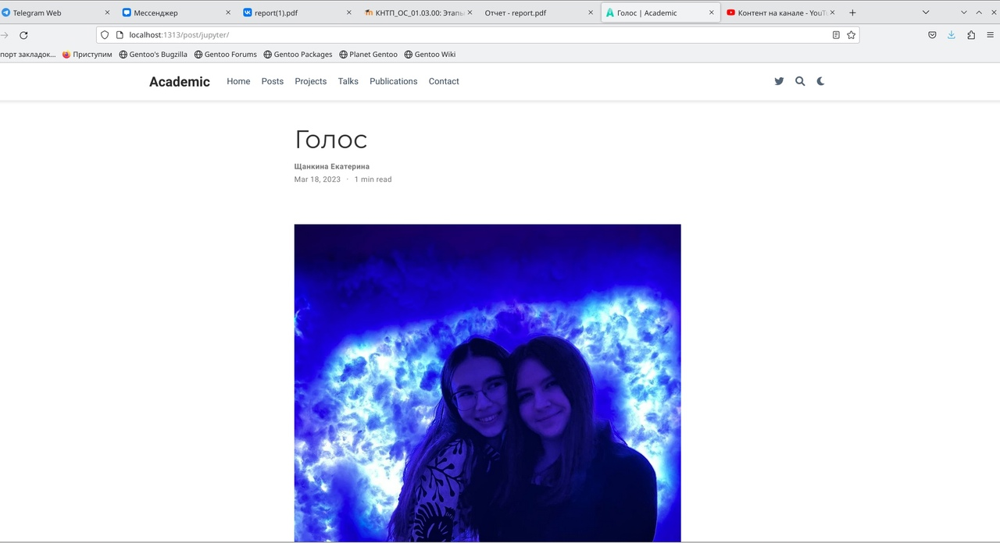 Telegram Web
Мессенджер
report(1).pdf
КНТП_ОС_01.03.00: Этапы
Отчет - report.pdf
Голос | Academic
Контент на канале - YouTu
localhost:1313/post/jupyter/
порт закладок...
Приступим
Gentoo's Bugzilla
Gentoo Forums
Gentoo Packages
Planet Gentoo
Gentoo Wiki
Academic
Home
Posts
Projects
Talks
Publications
Contact
Голос
Щанкина Екатерина
Mar 18, 2023 · 1 min read